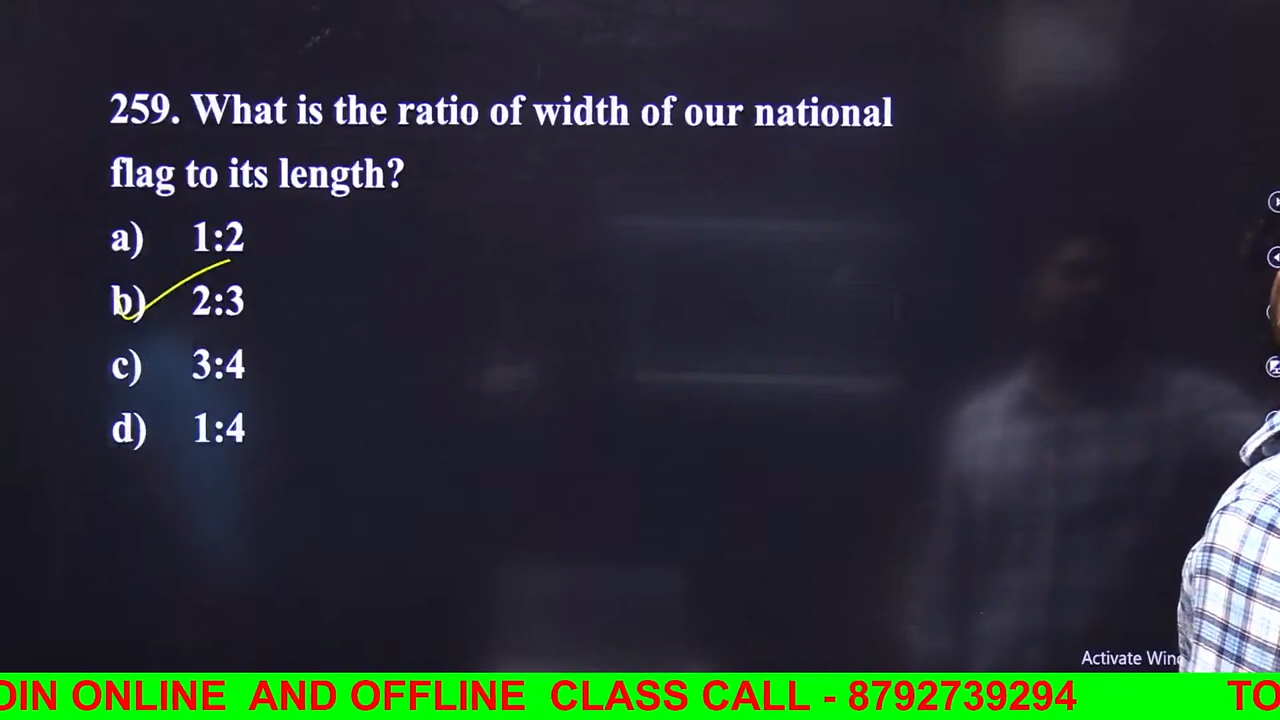 259. What is the ratio of width of our national
flag to its length?
a) 1:2
b) 2:3
c) 3:4
d) 1:4
Activate Win
OIN ONLINE AND OFFLINE CLASS CALL - 8792739294 TO